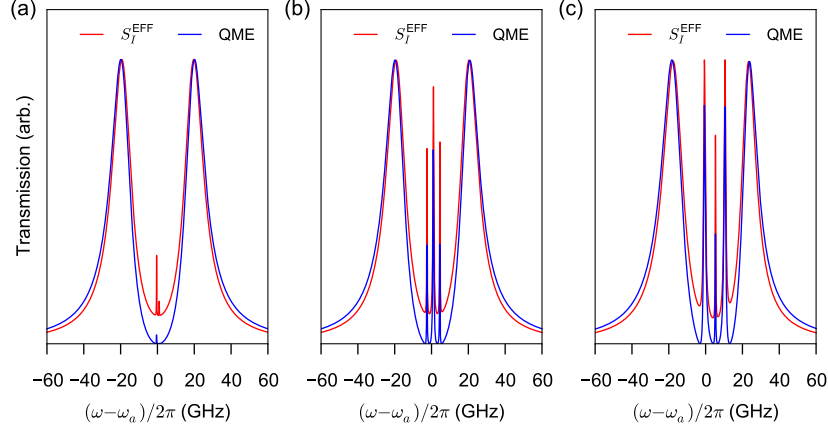 (a)
S_I^EFF QME
(b)
S_I^EFF QME
(c)
S_I^EFF QME
Transmission (arb.)
−60 −40 −20 0 20 40 60
−60 −40 −20 0 20 40 60
−60 −40 −20 0 20 40 60
(ω−ω_a)/2π (GHz)
(ω−ω_a)/2π (GHz)
(ω−ω_a)/2π (GHz)